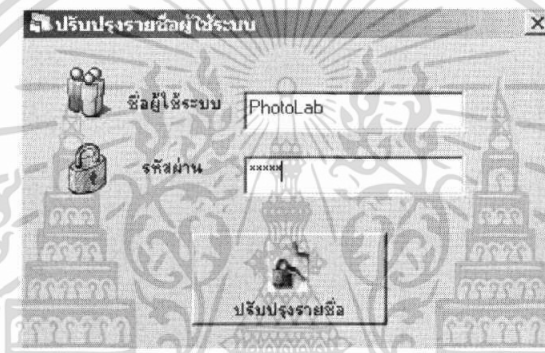 ปรับปรุงรายชื่อผู้ใช้ระบบ
ชื่อผู้ใช้ระบบ PhotoLab
รหัสผ่าน xxxxx
ปรับปรุงรายชื่อ